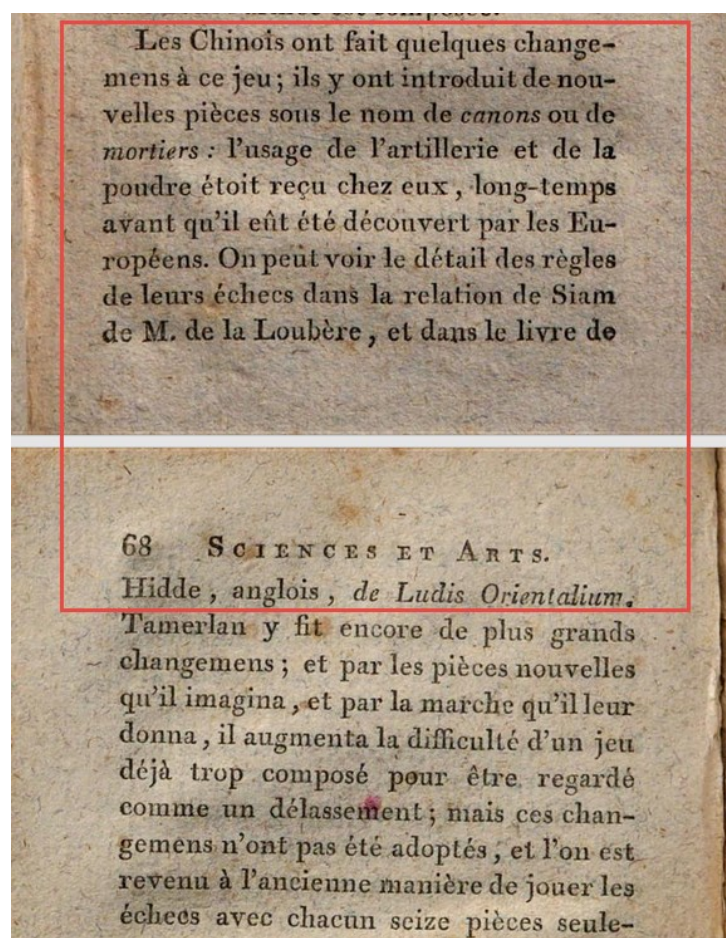 Les Chinois ont fait quelques change-
mens à ce jeu ; ils y ont introduit de nou-
velles pièces sous le nom de canons ou de
mortiers : l'usage de l'artillerie et de la
poudre étoit reçu chez eux, long-temps
avant qu'il eût été découvert par les Eu-
ropéens. On peut voir le détail des règles
de leurs échecs dans la relation de Siam
de M. de la Loubère, et dans le livre de
68 SCIENCES ET ARTS.
Hidde, anglois, de Ludis Orientalium.
Tamerlan y fit encore de plus grands
changemens ; et par les pièces nouvelles
qu'il imagina, et par la marche qu'il leur
donna, il augmenta la difficulté d'un jeu
déjà trop composé pour être regardé
comme un délassement ; mais ces chan-
gemens n'ont pas été adoptés, et l'on est
revenu à l'ancienne manière de jouer les
échecs avec chacun seize pièces seule-